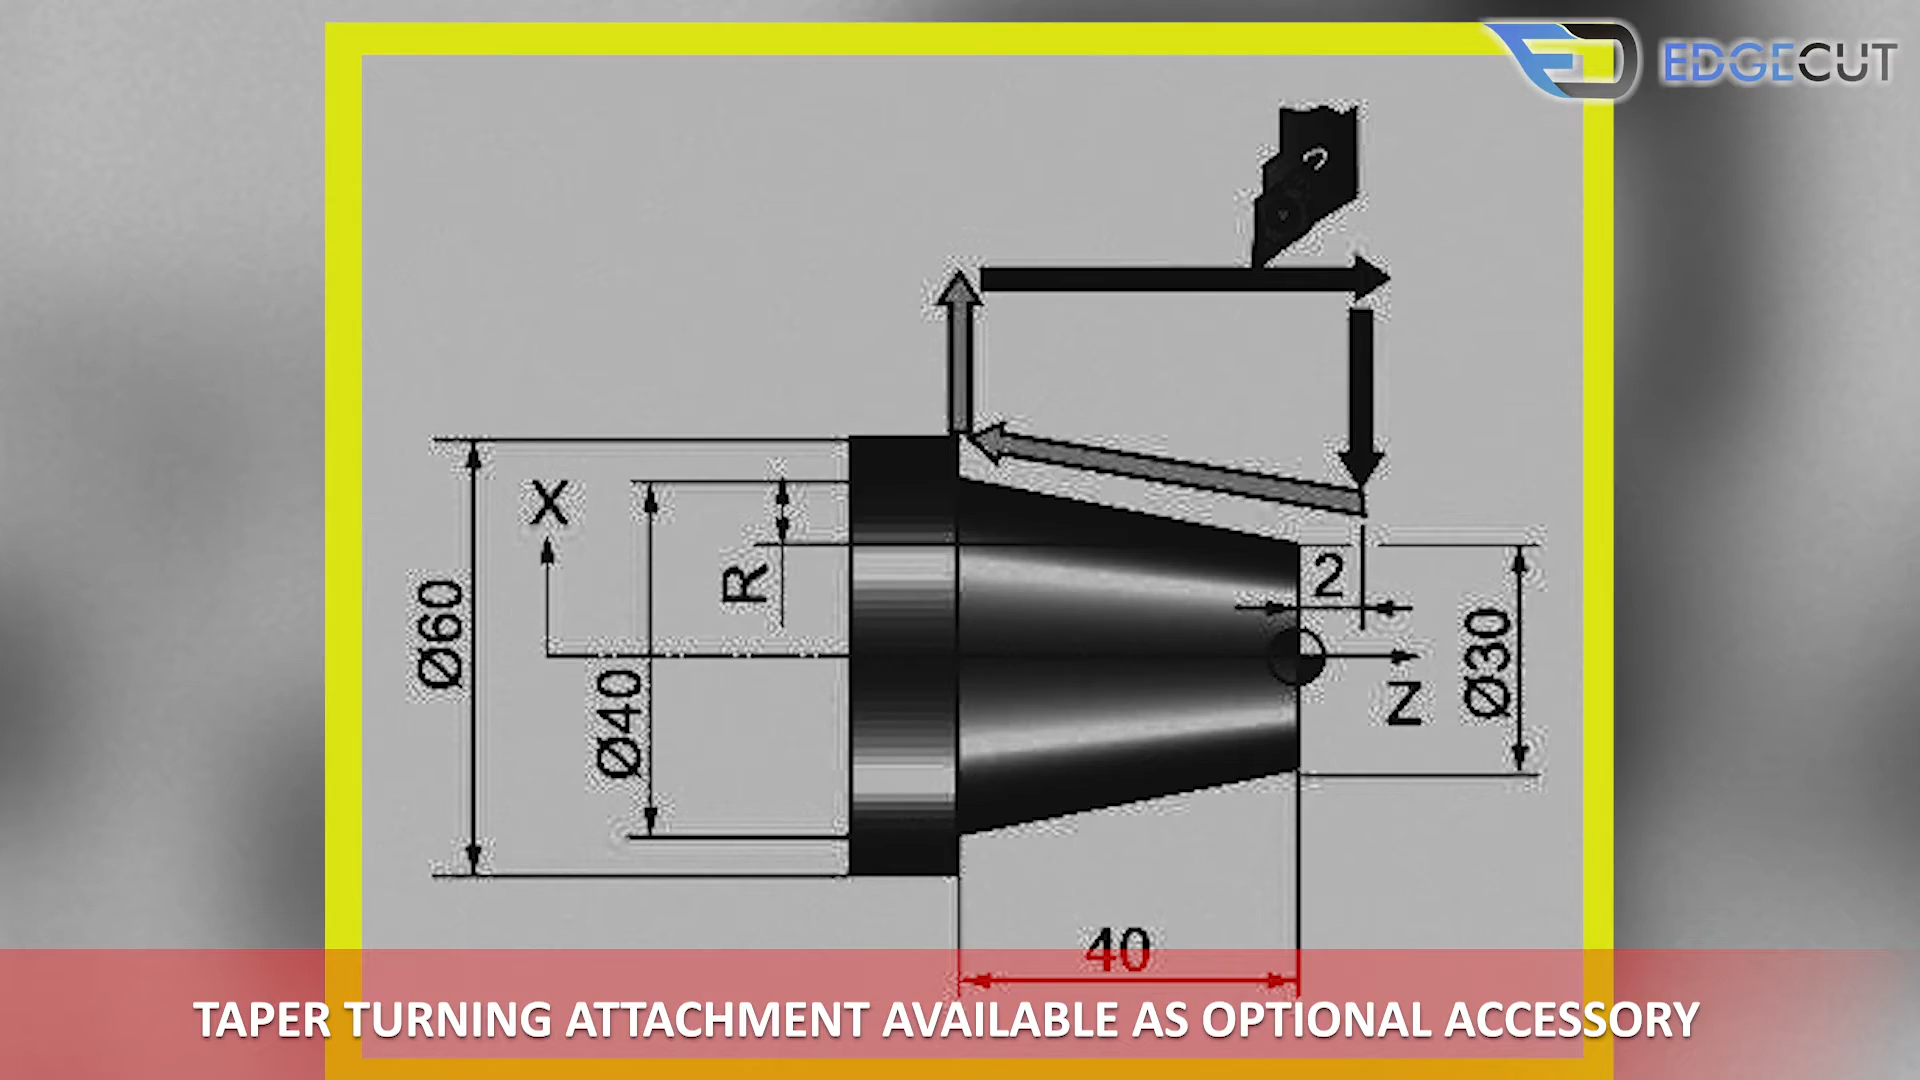 EDGECUT
X
R
2
Z
Ø60
Ø40
Ø30
40
TAPER TURNING ATTACHMENT AVAILABLE AS OPTIONAL ACCESSORY